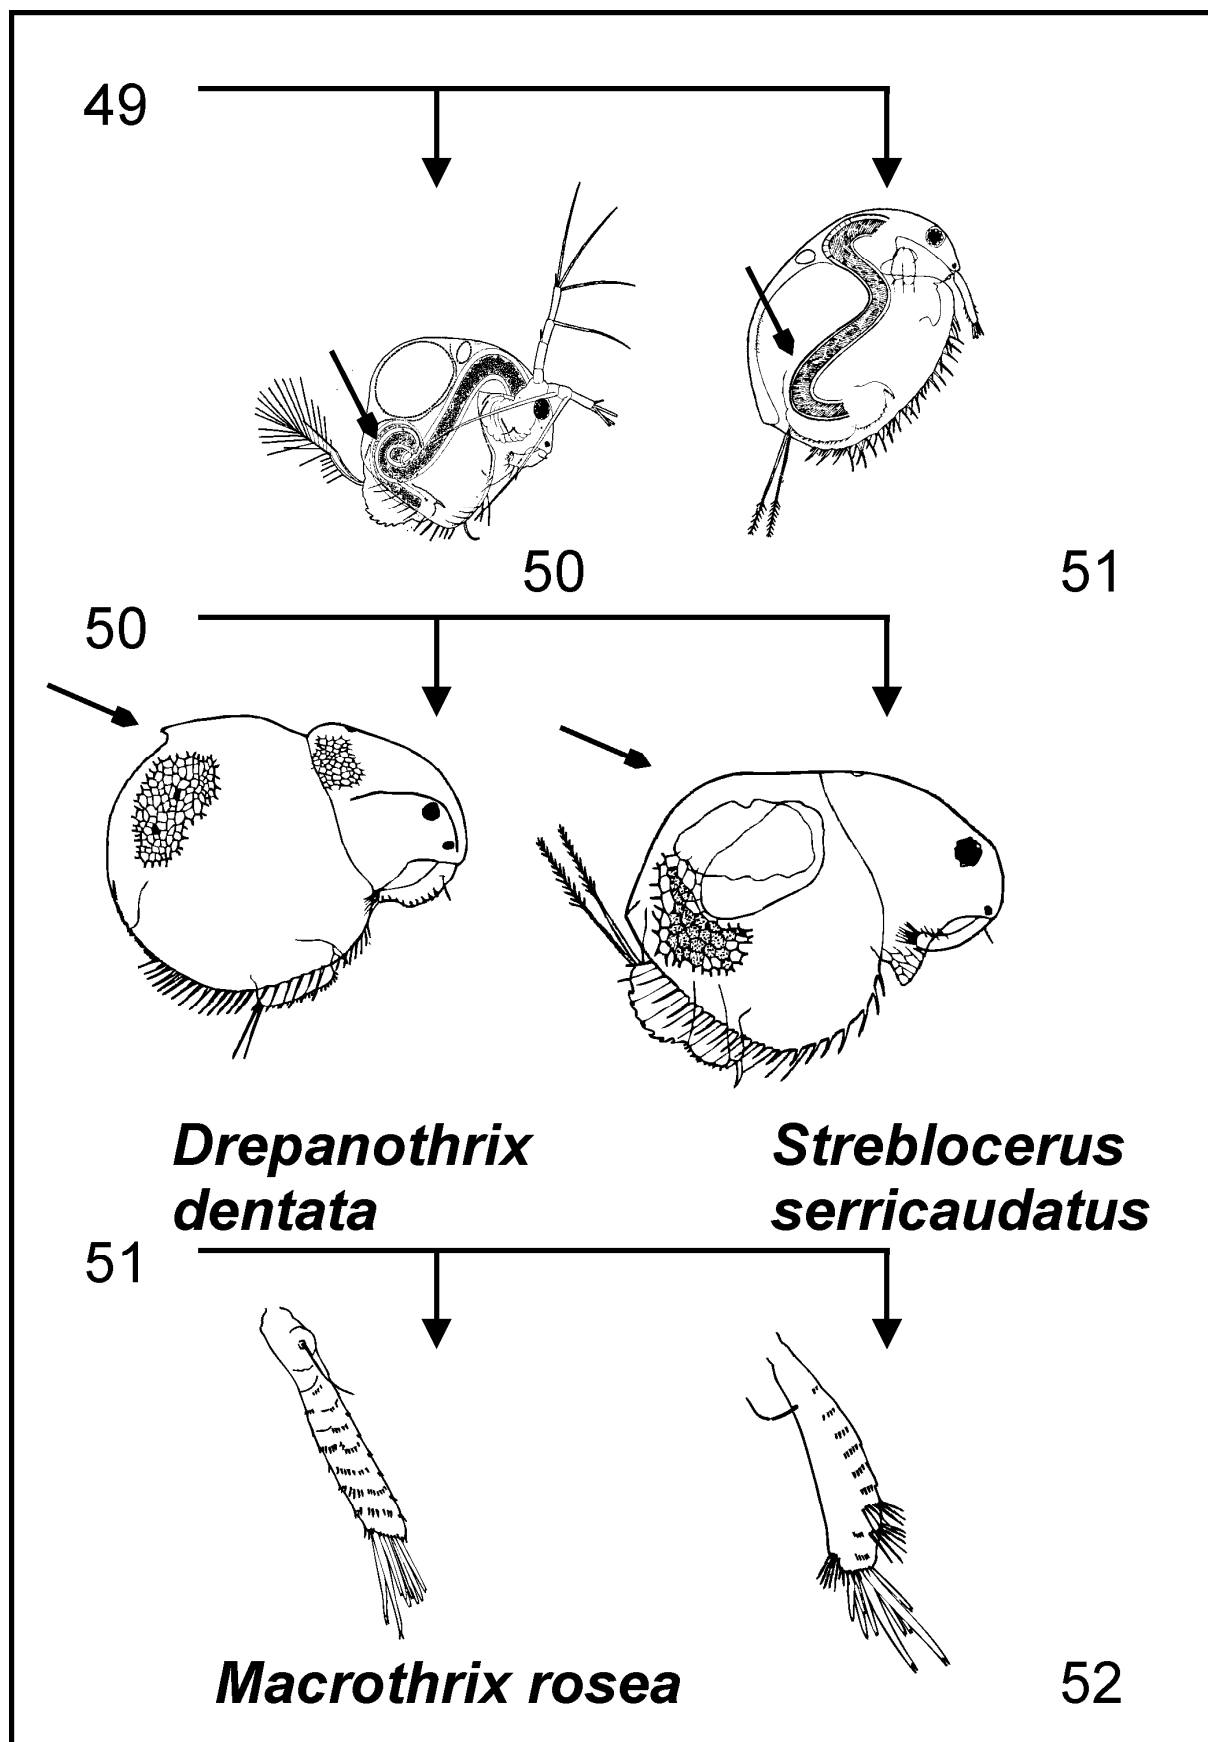 49
50 51
50
Drepanothrix Streblocerus
dentata serricaudatus
51
Macrothrix rosea 52